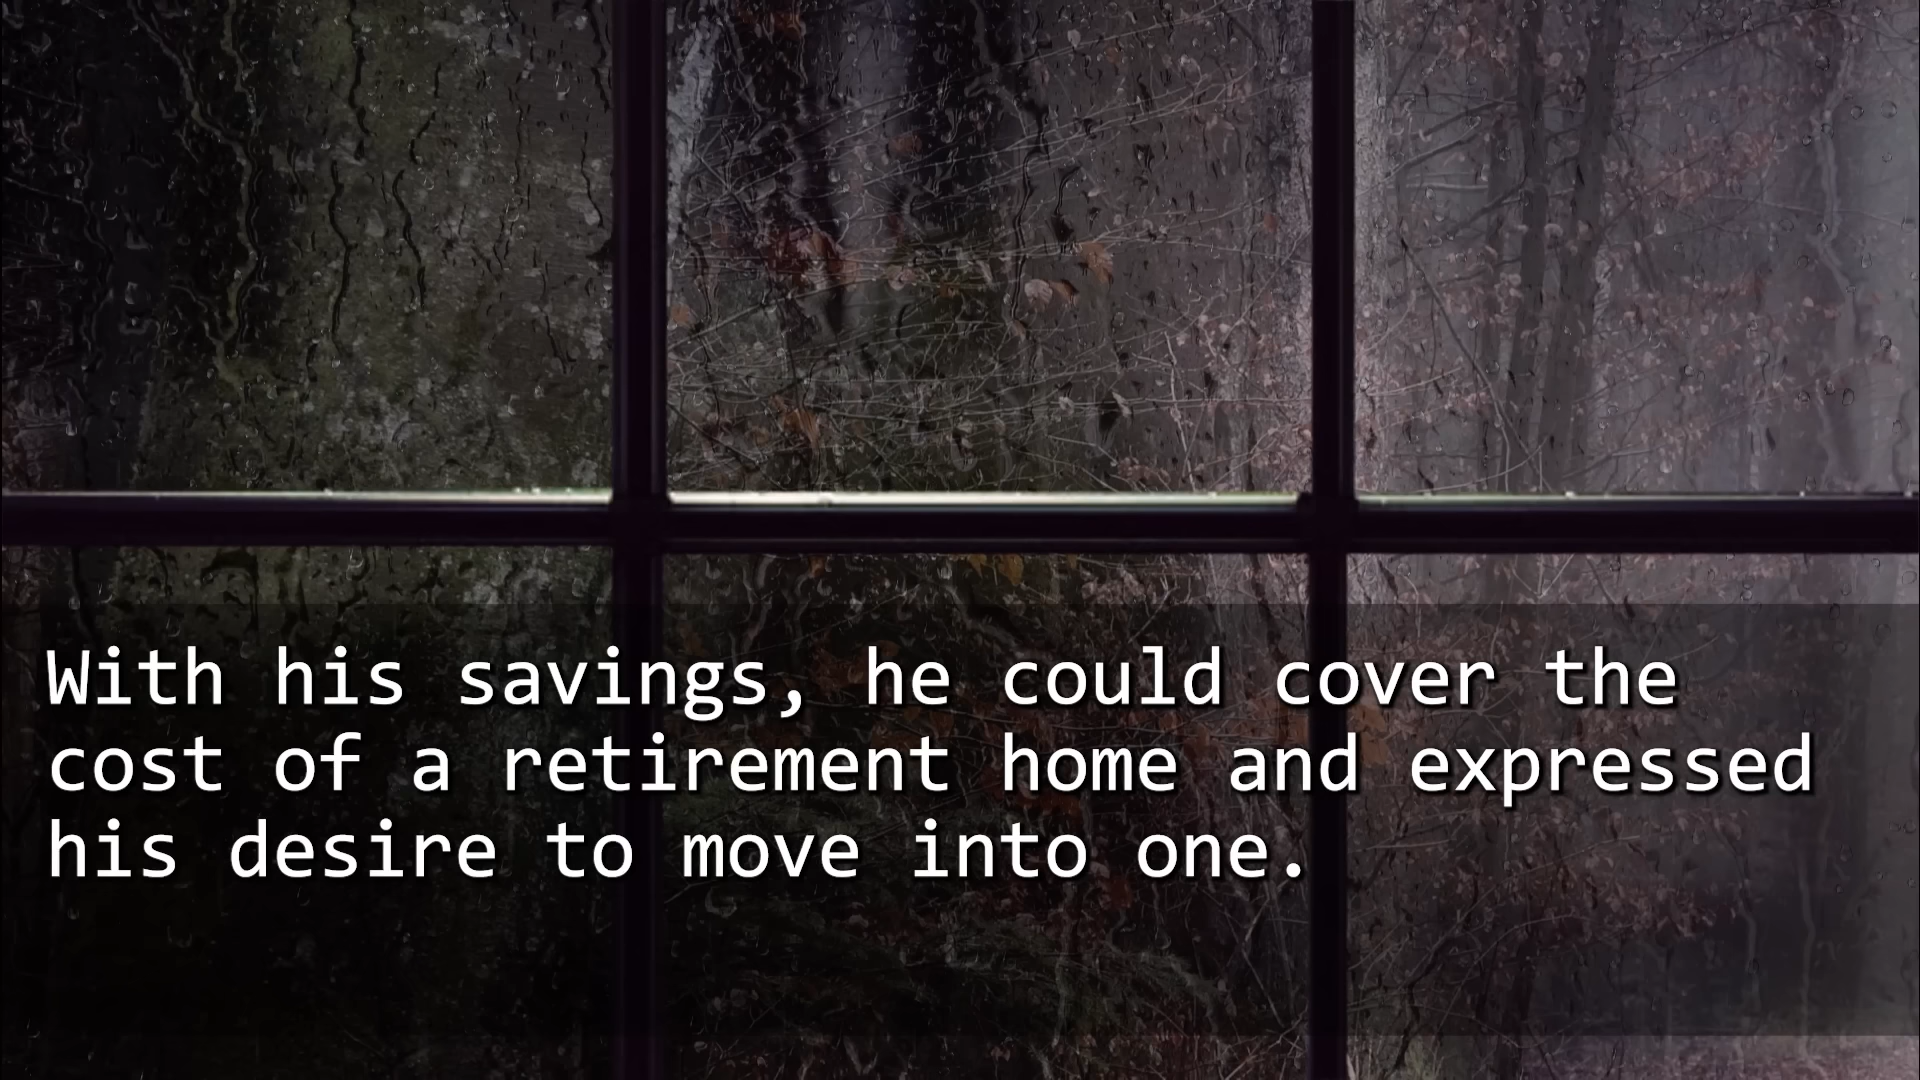 With his savings, he could cover the
cost of a retirement home and expressed
his desire to move into one.